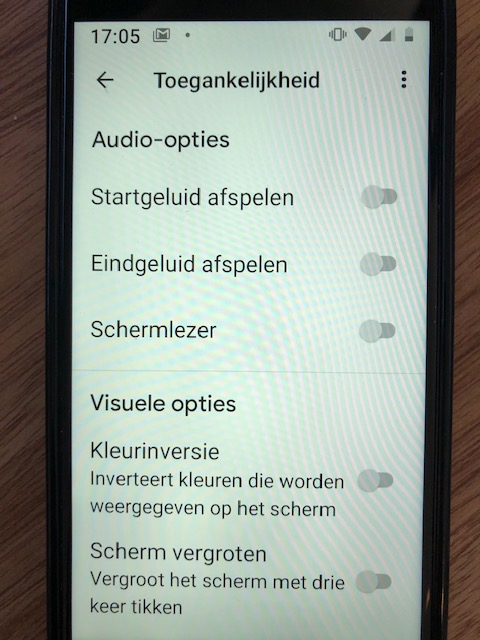 17:05
Toegankelijkheid
Audio-opties
Startgeluid afspelen
Eindgeluid afspelen
Schermlezer
Visuele opties
Kleurinversie
Inverteert kleuren die worden
weergegeven op het scherm
Scherm vergroten
Vergroot het scherm met drie
keer tikken